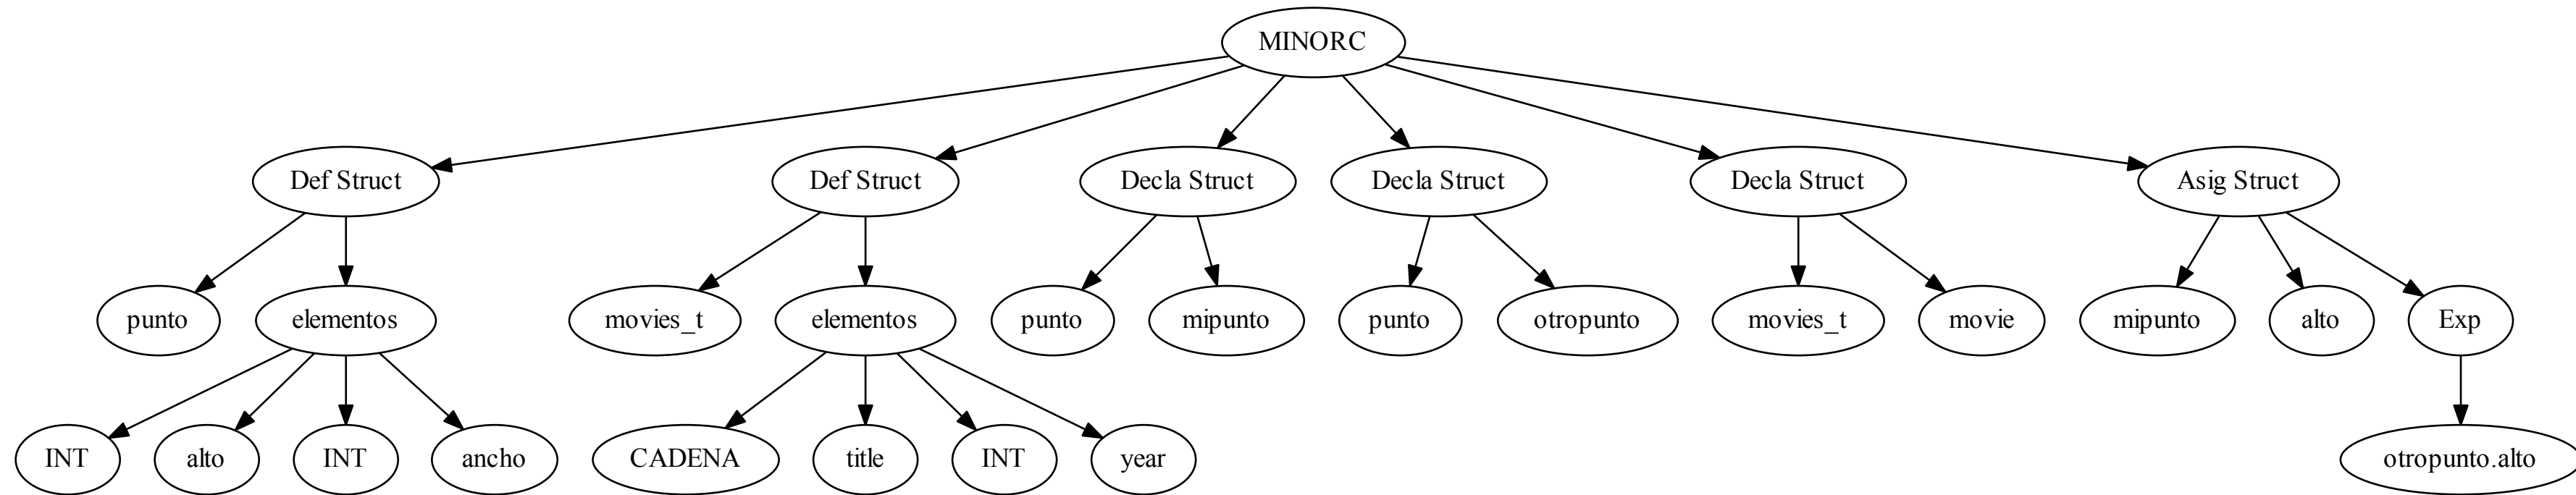 MINORC
Def Struct
Def Struct
Decla Struct
Decla Struct
Decla Struct
Asig Struct
punto
elementos
movies_t
elementos
punto
mipunto
punto
otropunto
movies_t
movie
mipunto
alto
Exp
INT
alto
INT
ancho
CADENA
title
INT
year
otropunto.alto